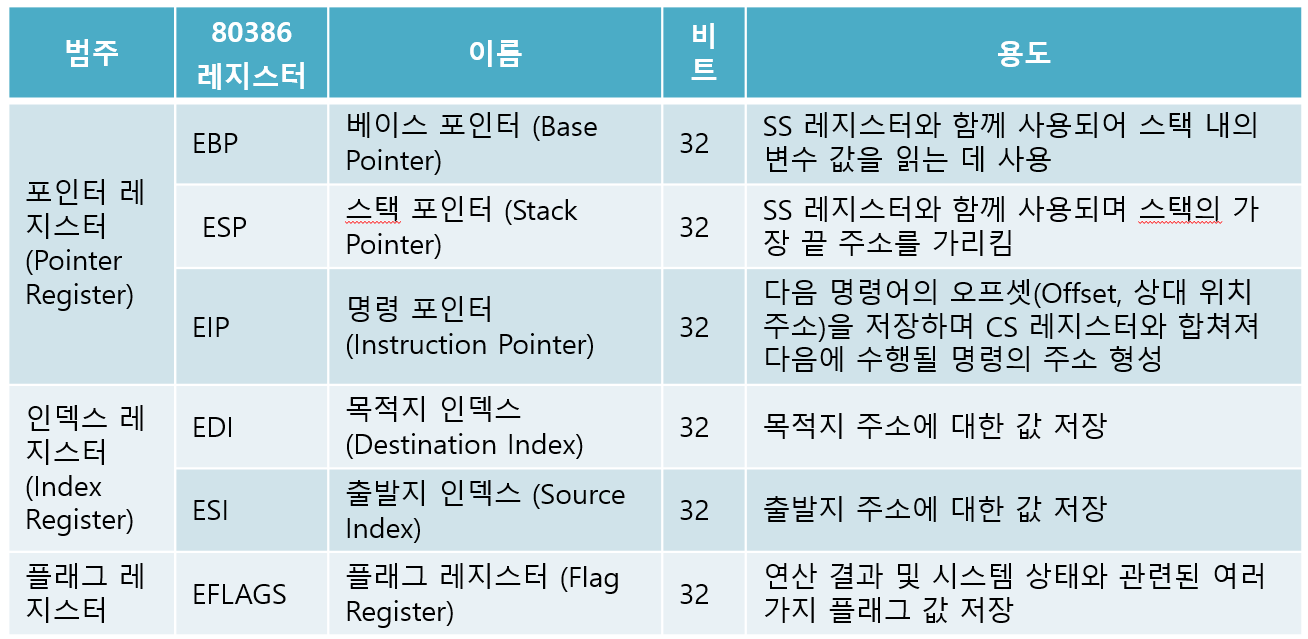 범주
80386
레지스터
이름
비
트
용도
포인터 레
지스터
(Pointer
Register)
EBP
베이스 포인터 (Base
Pointer)
32
SS 레지스터와 함께 사용되어 스택 내의
변수 값을 읽는 데 사용
ESP
스택 포인터 (Stack
Pointer)
32
SS 레지스터와 함께 사용되며 스택의 가
장 끝 주소를 가리킴
EIP
명령 포인터
(Instruction Pointer)
32
다음 명령어의 오프셋(Offset, 상대 위치
주소)을 저장하며 CS 레지스터와 합쳐져
다음에 수행될 명령의 주소 형성
인덱스 레
지스터
(Index
Register)
EDI
목적지 인덱스
(Destination Index)
32
목적지 주소에 대한 값 저장
ESI
출발지 인덱스 (Source
Index)
32
출발지 주소에 대한 값 저장
플래그 레
지스터
EFLAGS
플래그 레지스터 (Flag
Register)
32
연산 결과 및 시스템 상태와 관련된 여러
가지 플래그 값 저장